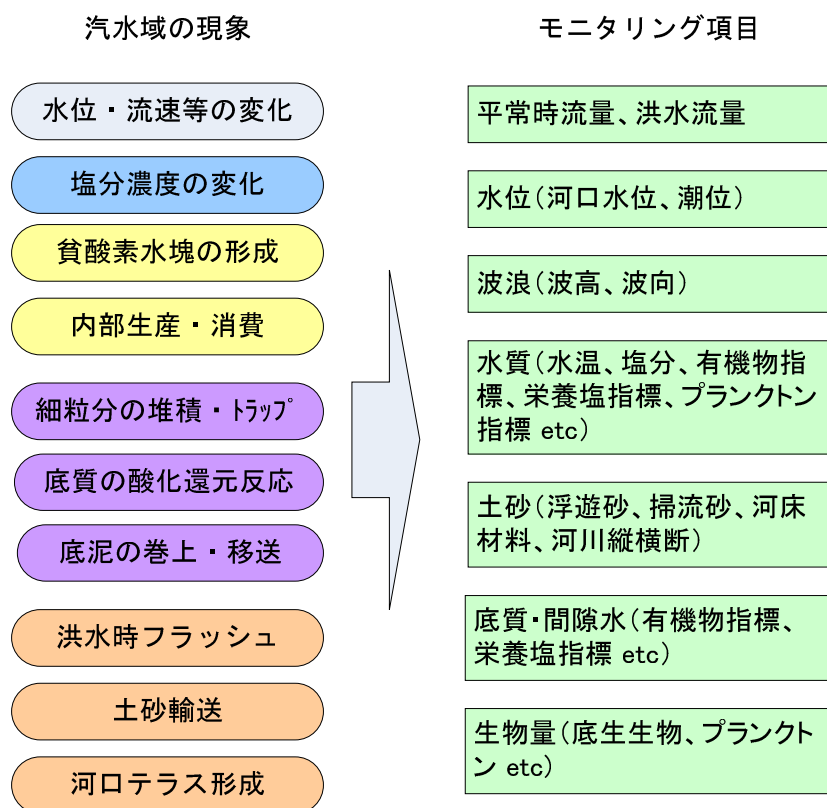 汽水域の現象
水位・流速等の変化
塩分濃度の変化
貧酸素水塊の形成
内部生産・消費
細粒分の堆積・ﾄﾗｯﾌﾟ
底質の酸化還元反応
底泥の巻上・移送
洪水時フラッシュ
土砂輸送
河口テラス形成
モニタリング項目
平常時流量、洪水流量
水位(河口水位、潮位)
波浪(波高、波向)
水質(水温、塩分、有機物指
標、栄養塩指標、プランクトン
指標 etc)
土砂(浮遊砂、掃流砂、河床
材料、河川縦横断)
底質・間隙水(有機物指標、
栄養塩指標 etc)
生物量(底生生物、プランクト
ン etc)